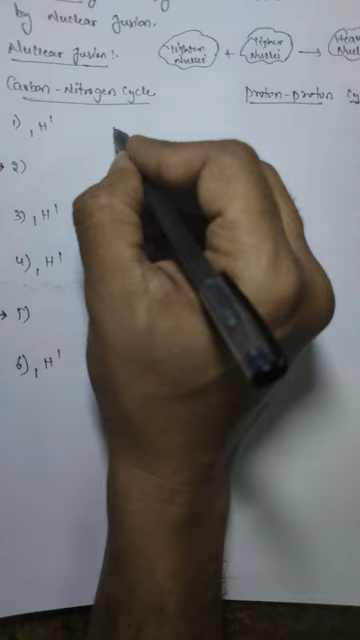 by Nuclear fusion.
Nuclear fusion:. Lighter Nuclei + Lighter Nuclei →
Carbon-Nitrogen Cycle Proton-proton
1) ₁H¹
→ 2)
3) ₁H¹
4) ₁H¹
→ 5)
6) ₁H¹